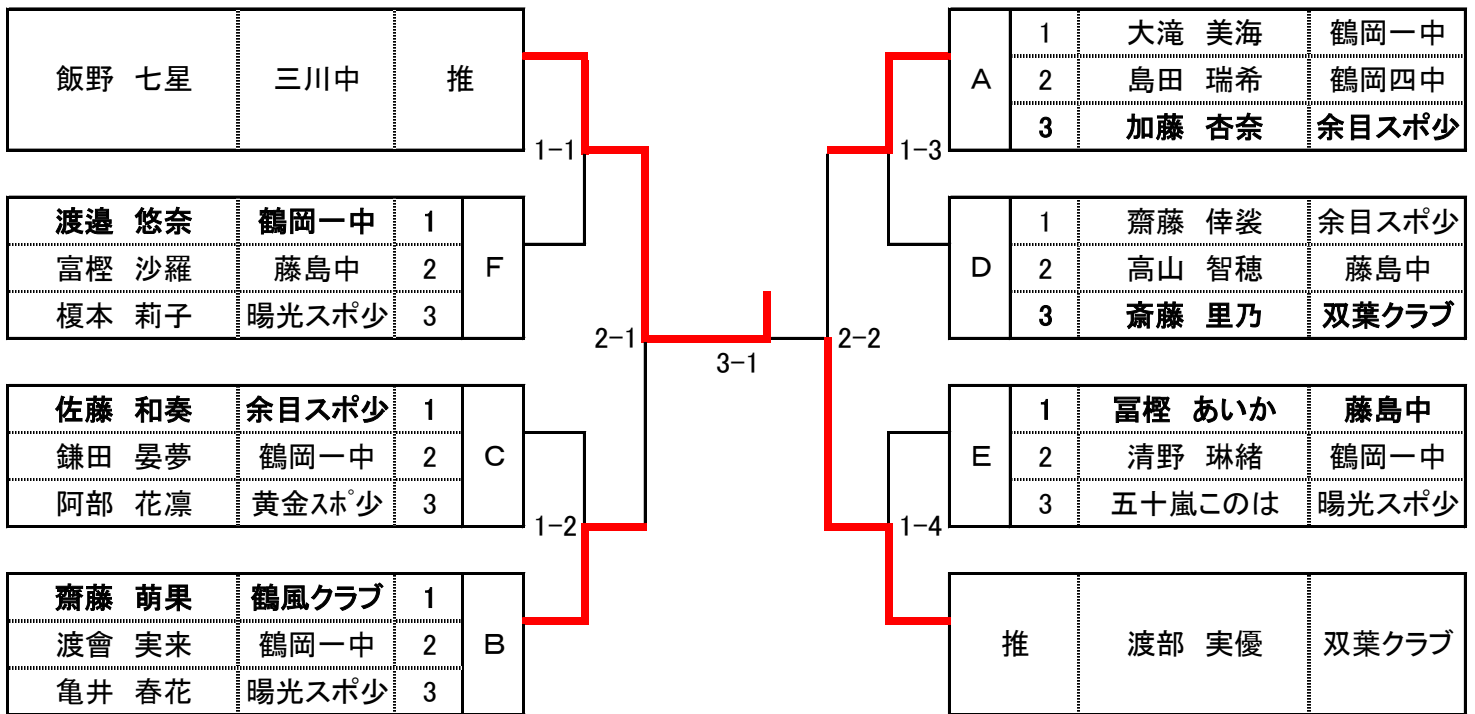 飯野 七星 三川中 推
1-1
渡邉 悠奈 鶴岡一中 1
富樫 沙羅 藤島中 2 F
榎本 莉子 暘光スポ少 3
2-1
佐藤 和奏 余目スポ少 1
鎌田 晏夢 鶴岡一中 2 C
阿部 花凛 黄金スポ少 3
1-2
齋藤 萌果 鶴風クラブ 1
渡會 実来 鶴岡一中 2 B
亀井 春花 暘光スポ少 3
3-1
1 大滝 美海 鶴岡一中
A 2 島田 瑞希 鶴岡四中
3 加藤 杏奈 余目スポ少
1-3
1 齋藤 倖裟 余目スポ少
D 2 高山 智穂 藤島中
3 斎藤 里乃 双葉クラブ
2-2
1 冨樫 あいか 藤島中
E 2 清野 琳緒 鶴岡一中
3 五十嵐このは 暘光スポ少
1-4
推 渡部 実優 双葉クラブ